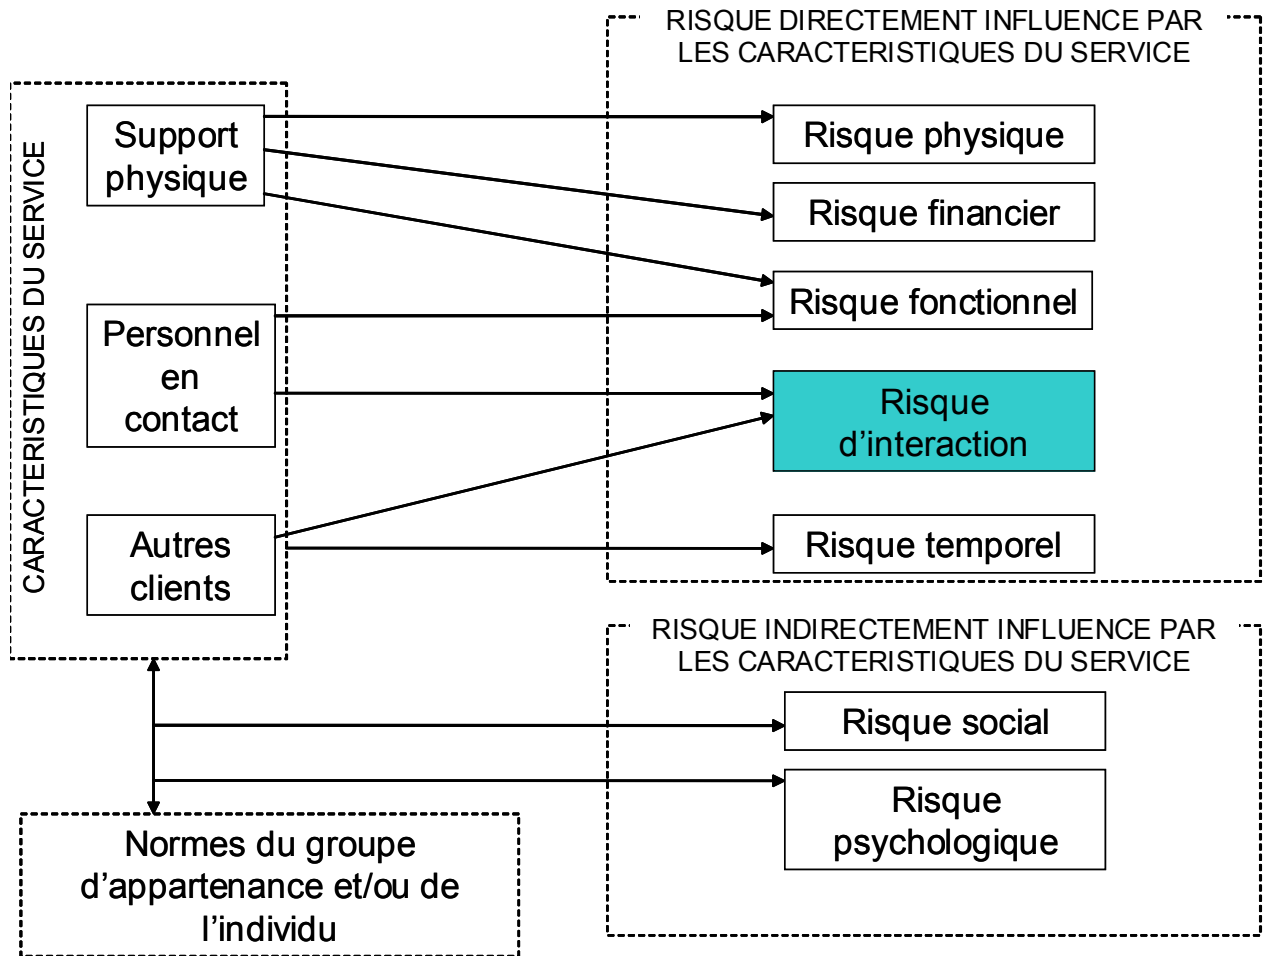 RISQUE DIRECTEMENT INFLUENCE PAR
LES CARACTERISTIQUES DU SERVICE
CARACTERISTIQUES DU SERVICE
Support
physique
Personnel
en
contact
Autres
clients
Risque physique
Risque financier
Risque fonctionnel
Risque
d’interaction
Risque temporel
RISQUE INDIRECTEMENT INFLUENCE PAR
LES CARACTERISTIQUES DU SERVICE
Risque social
Risque
psychologique
Normes du groupe
d’appartenance et/ou de
l’individu